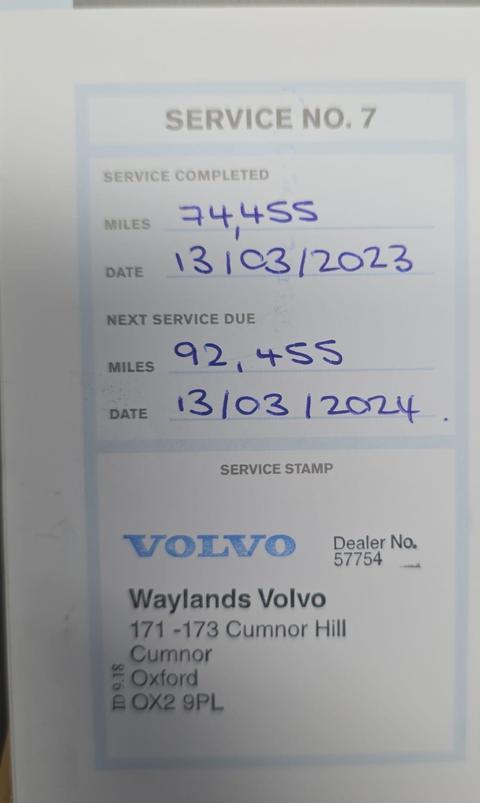 SERVICE NO. 7
SERVICE COMPLETED
MILES 74,455
DATE 13/03/2023
NEXT SERVICE DUE
MILES 92,455
DATE 13/03/2024.
SERVICE STAMP
VOLVO
Dealer No.
57754
Waylands Volvo
171 -173 Cumnor Hill
Cumnor
Oxford
OX2 9PL
TD 9.18